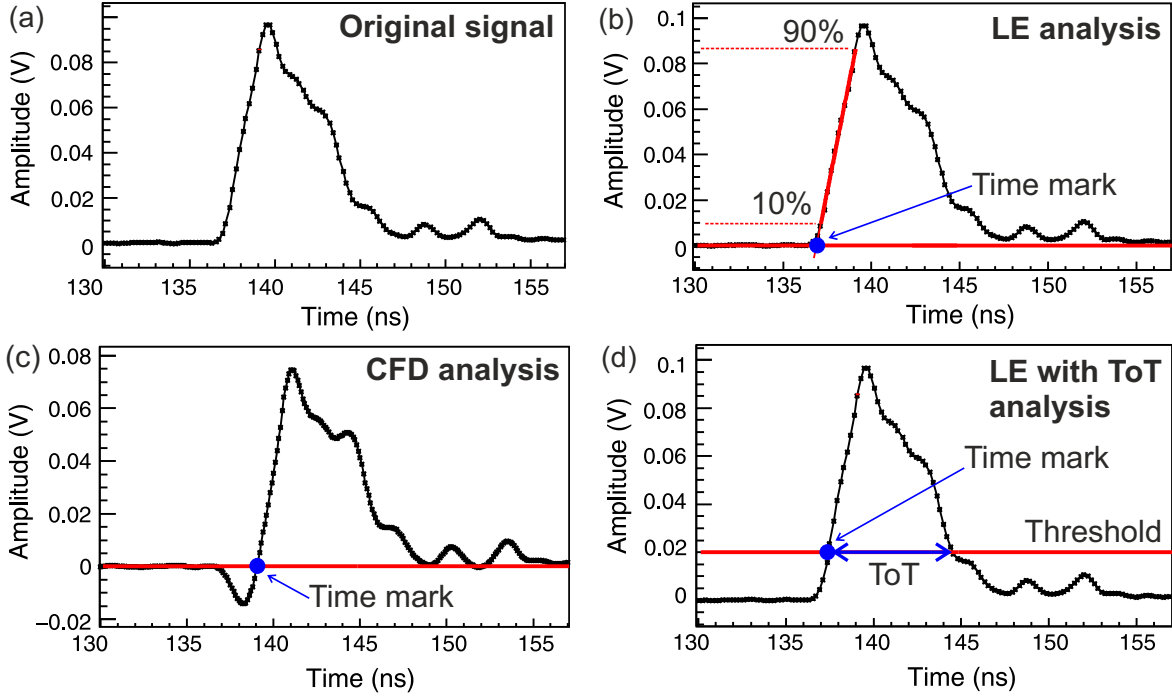 (a)
Original signal
Amplitude (V)
0.08
0.06
0.04
0.02
0
130 135 140 145 150 155
Time (ns)
(b)
LE analysis
Amplitude (V)
0.1
0.08
0.06
0.04
0.02
0
90%
10%
Time mark
130 135 140 145 150 155
Time (ns)
(c)
CFD analysis
Amplitude (V)
0.08
0.06
0.04
0.02
0
−0.02
Time mark
130 135 140 145 150 155
Time (ns)
(d)
LE with ToT
analysis
Amplitude (V)
0.1
0.08
0.06
0.04
0.02
0
Time mark
Threshold
ToT
130 135 140 145 150 155
Time (ns)